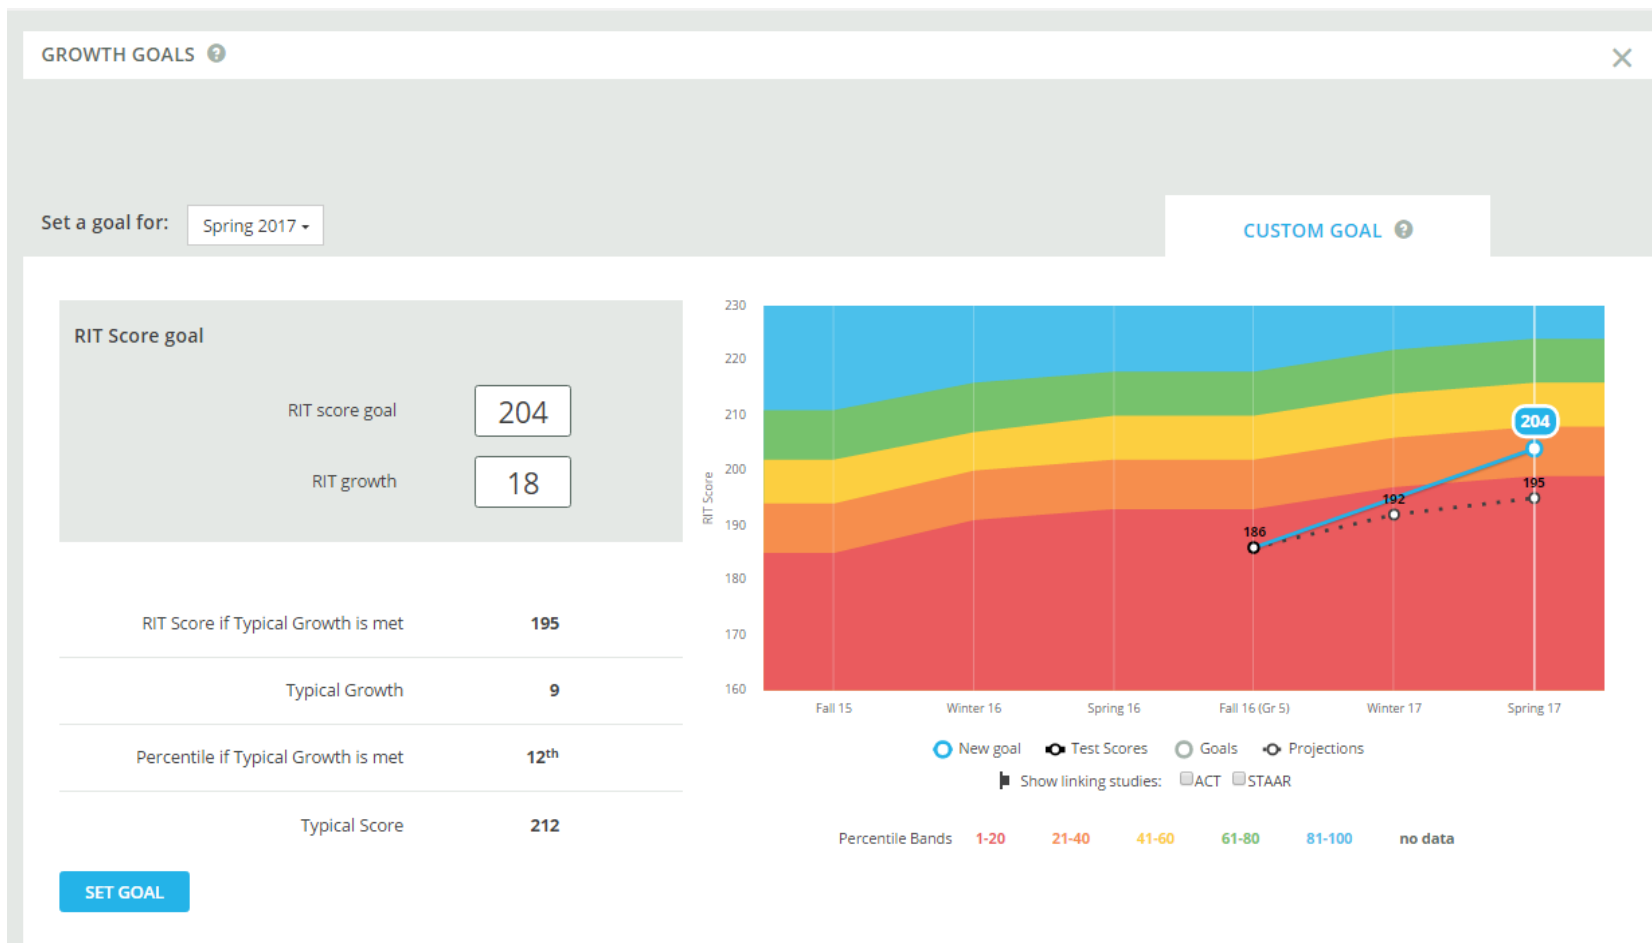 GROWTH GOALS ?
Set a goal for: Spring 2017
CUSTOM GOAL ?
RIT Score goal
RIT score goal 204
RIT growth 18
RIT Score if Typical Growth is met 195
Typical Growth 9
Percentile if Typical Growth is met 12th
Typical Score 212
SET GOAL
230
220
210
200
190
180
170
160
RIT Score
204
195
192
186
Fall 15 Winter 16 Spring 16 Fall 16 (Gr 5) Winter 17 Spring 17
New goal Test Scores Goals Projections
Show linking studies: ACT STAAR
Percentile Bands 1-20 21-40 41-60 61-80 81-100 no data